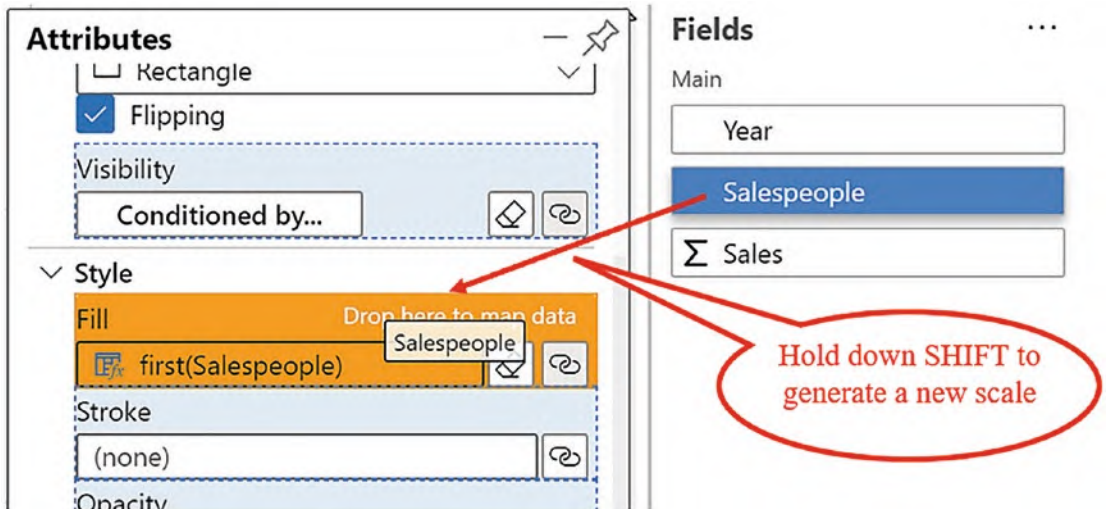 Attributes
Rectangle
Flipping
Visibility
Conditioned by...
Style
Fill
Drop here to map data
Salespeople
first(Salespeople)
Stroke
(none)
Opacity
Fields
Main
Year
Salespeople
Σ Sales
Hold down SHIFT to
generate a new scale